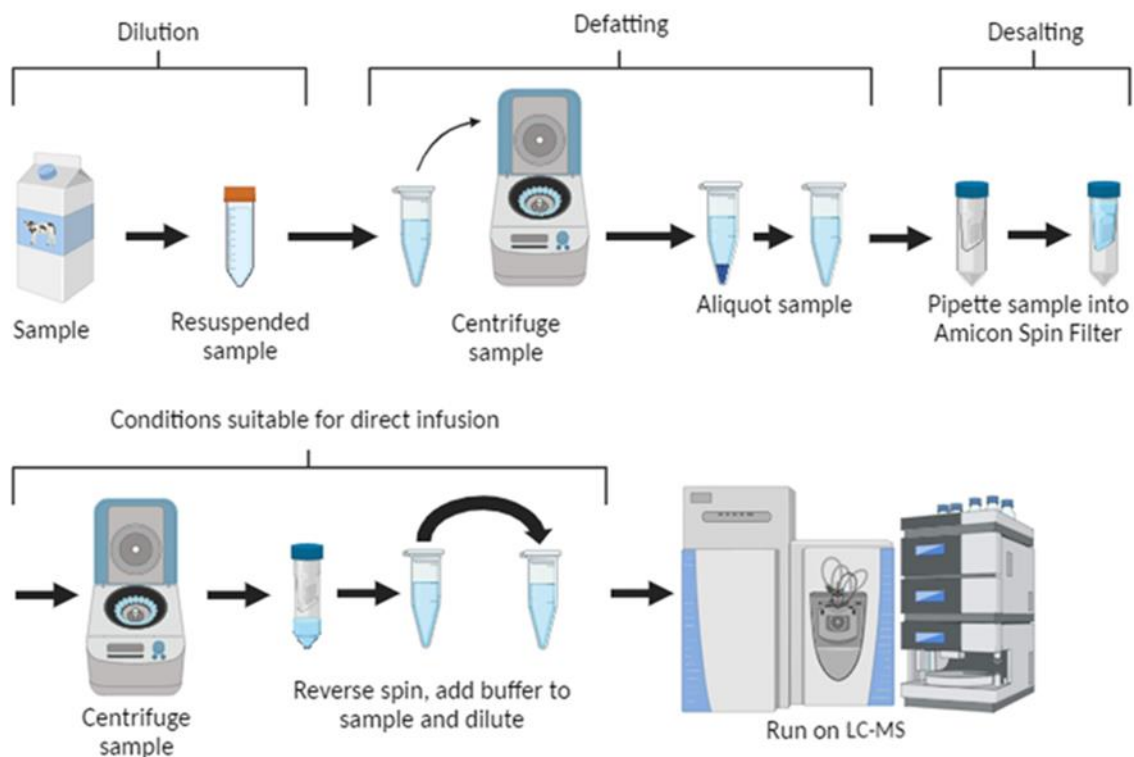 Dilution
Defatting
Desalting
Sample
Resuspended
sample
Centrifuge
sample
Aliquot sample
Pipette sample into
Amicon Spin Filter
Conditions suitable for direct infusion
Centrifuge
sample
Reverse spin, add buffer to
sample and dilute
Run on LC-MS